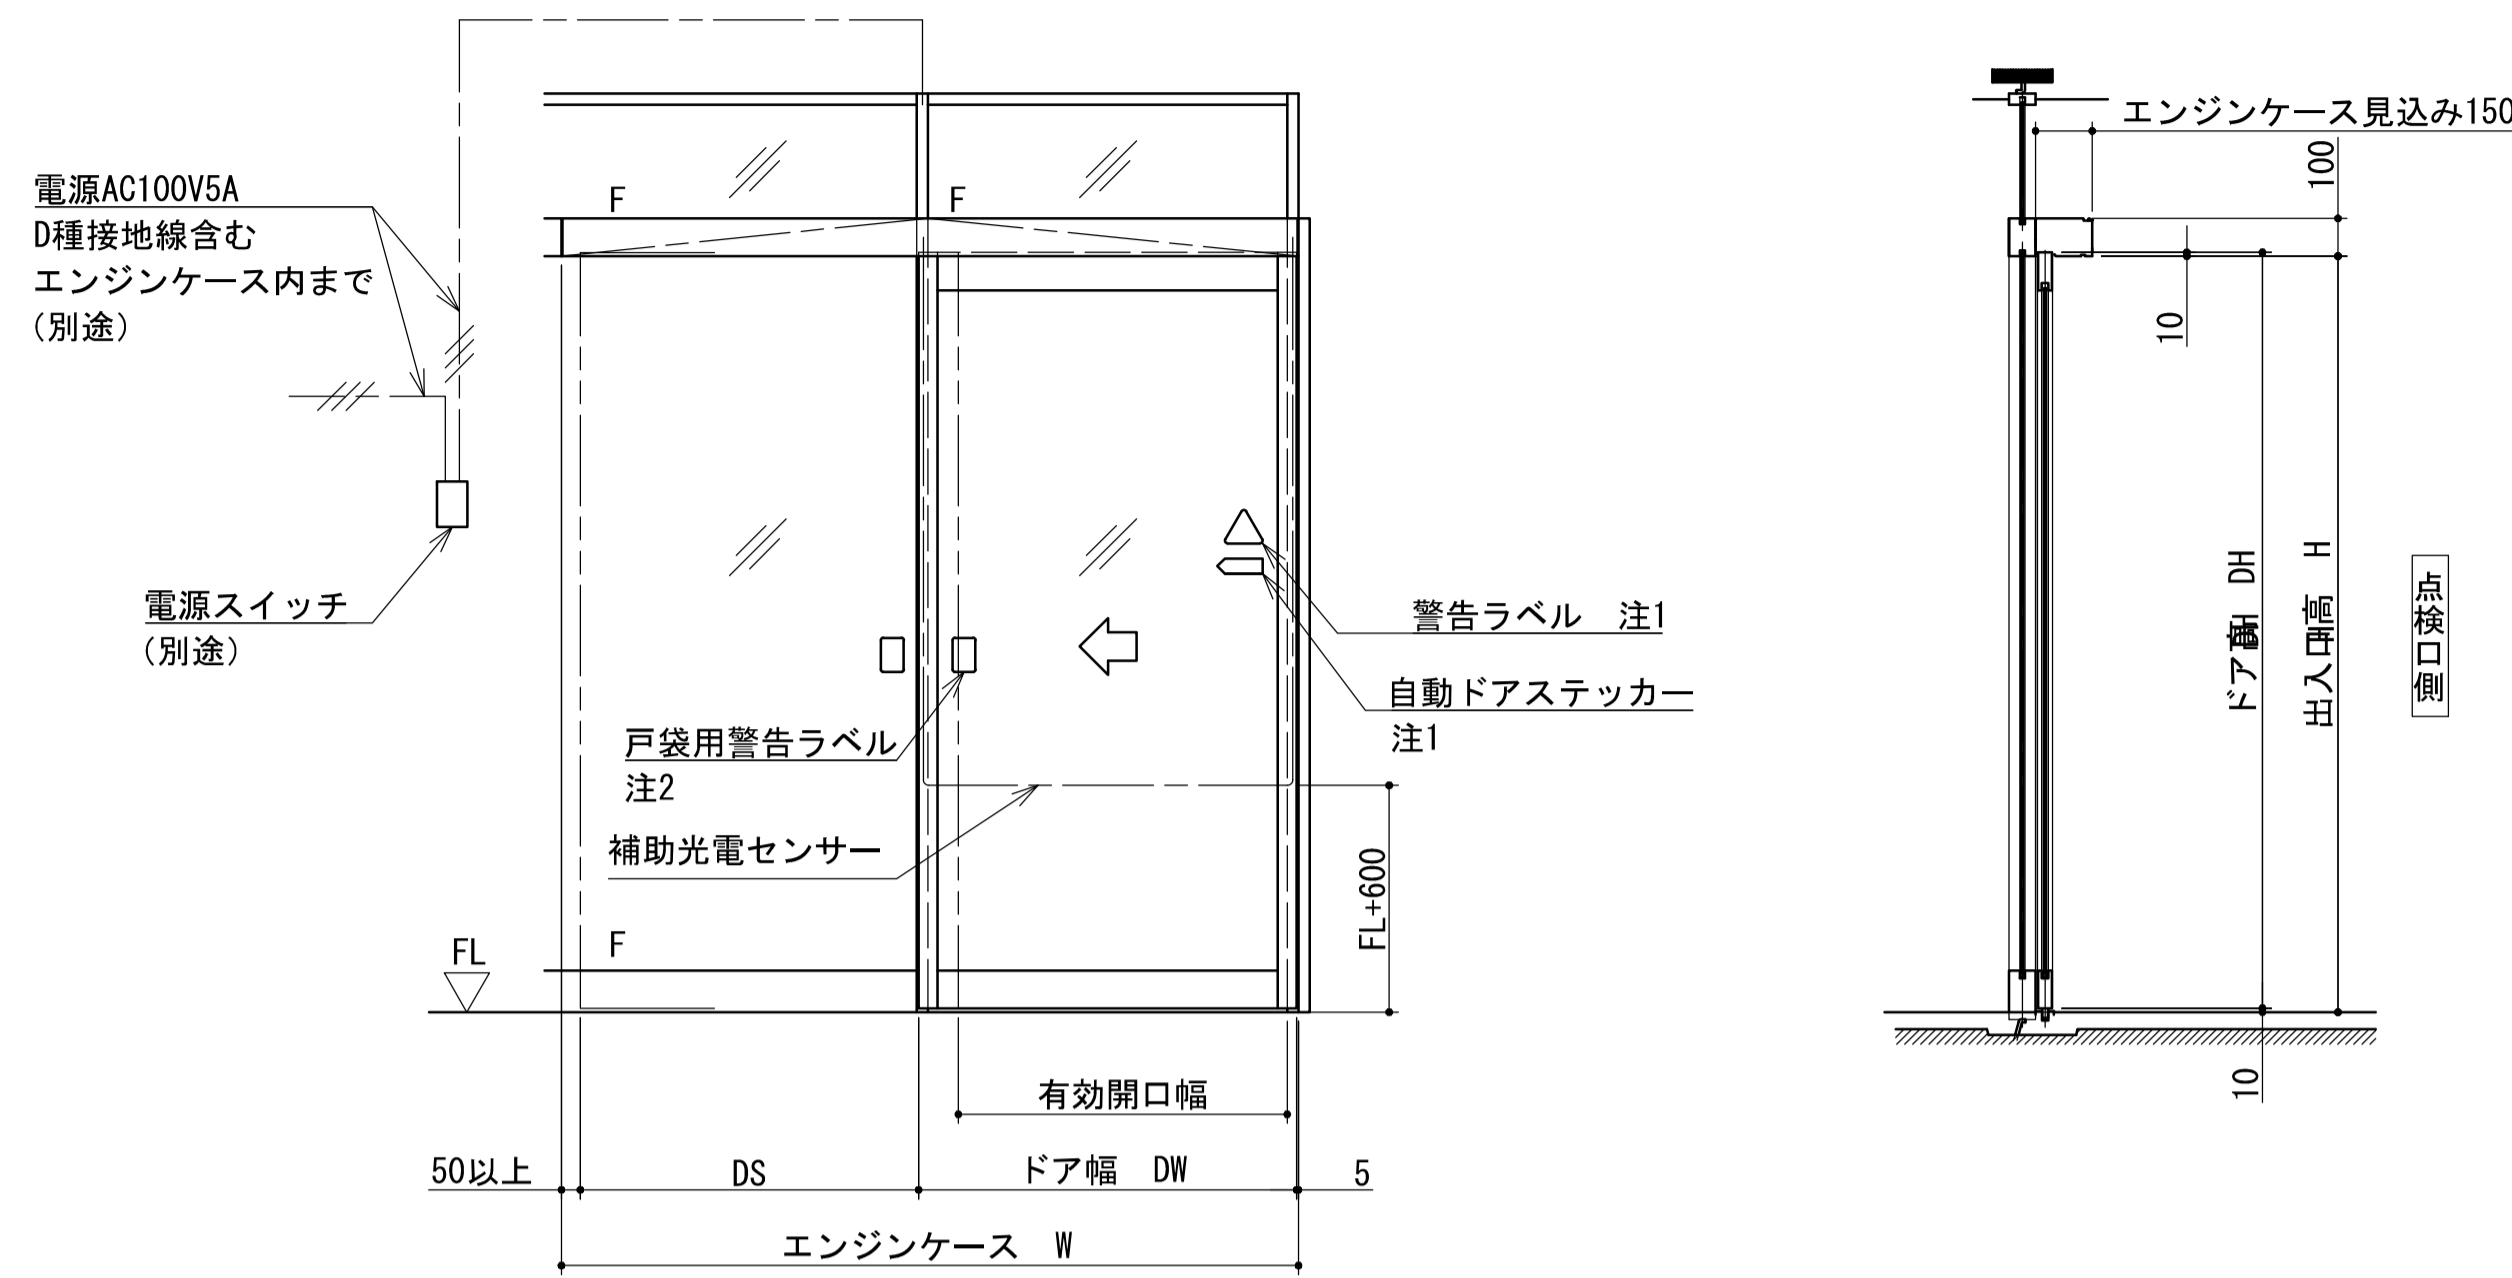 エンジンケース見込み150
100
電源AC100V5A
D種接地線含む
エンジンケース内まで
(別途)
F
F
10
電源スイッチ
(別途)
ドア高 DH
出入口高 H
点検口側
警告ラベル 注1
自動ドアステッカー
注1
戸袋用警告ラベル
注2
補助光電センサー
FL+600
FL
F
10
有効開口幅
50以上
DS
ドア幅 DW
5
エンジンケース W